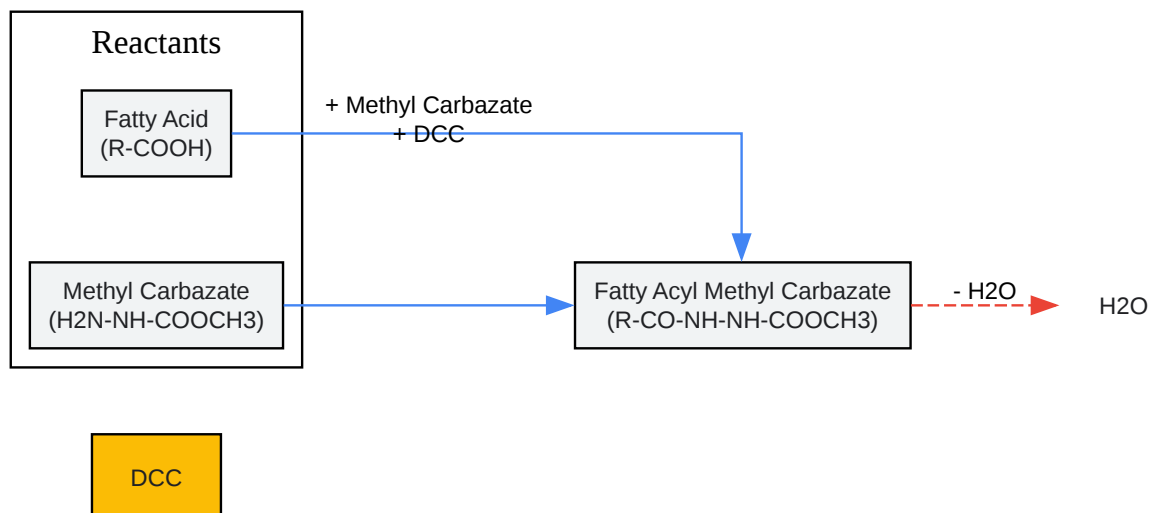 Reactants
Fatty Acid
(R-COOH)
+ Methyl Carbazate
+ DCC
Methyl Carbazate
(H2N-NH-COOCH3)
Fatty Acyl Methyl Carbazate
(R-CO-NH-NH-COOCH3)
- H2O
H2O
DCC